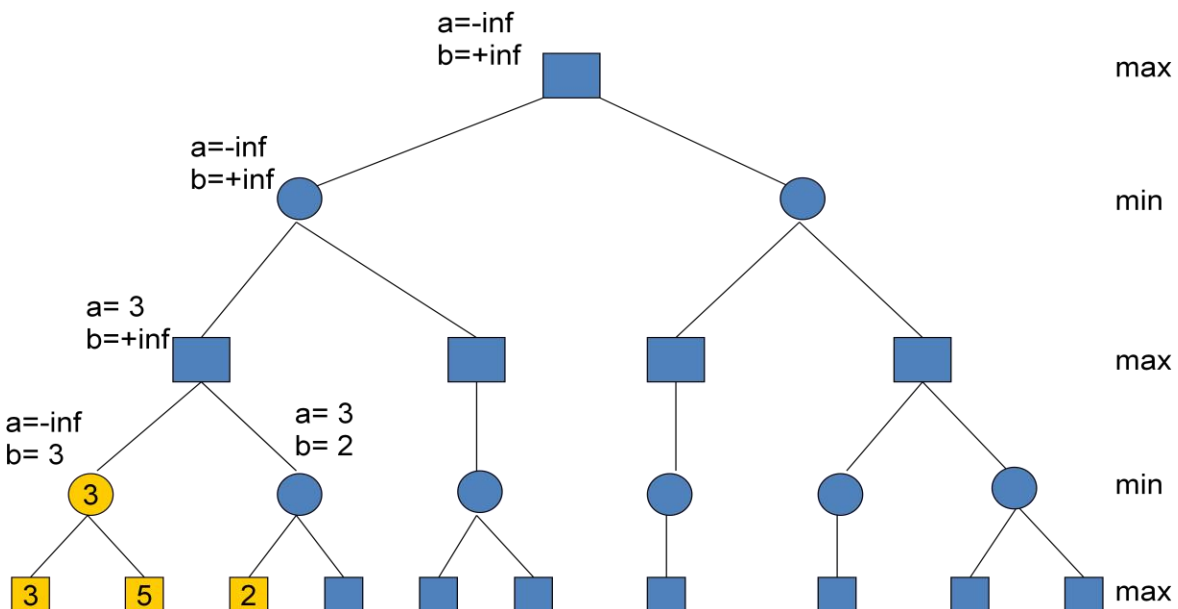 a=-inf
b=+inf
max
a=-inf
b=+inf
min
a= 3
b=+inf
max
a=-inf
b= 3
a= 3
b= 2
3
min
3
5
2
max